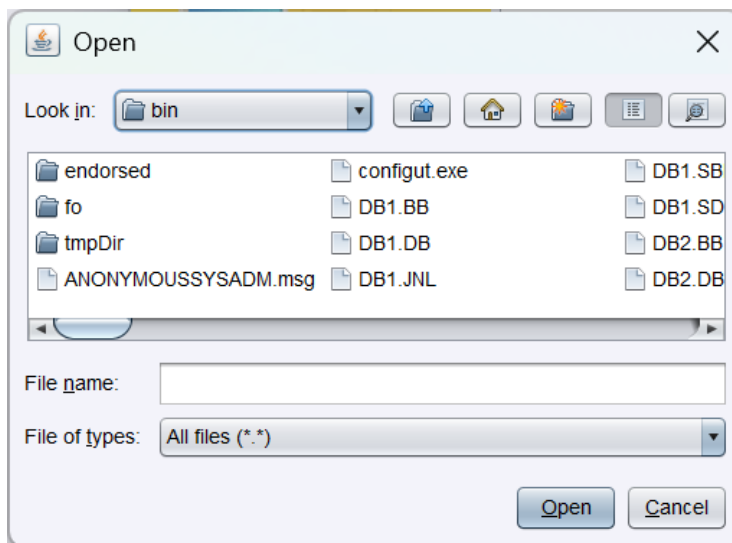 Open
Look in: bin
endorsed configut.exe DB1.SB
fo DB1.BB DB1.SD
tmpDir DB1.DB DB2.BB
ANONYMOUSSYSADM.msg DB1.JNL DB2.DB
File name:
File of types: All files (*.*)
Open Cancel